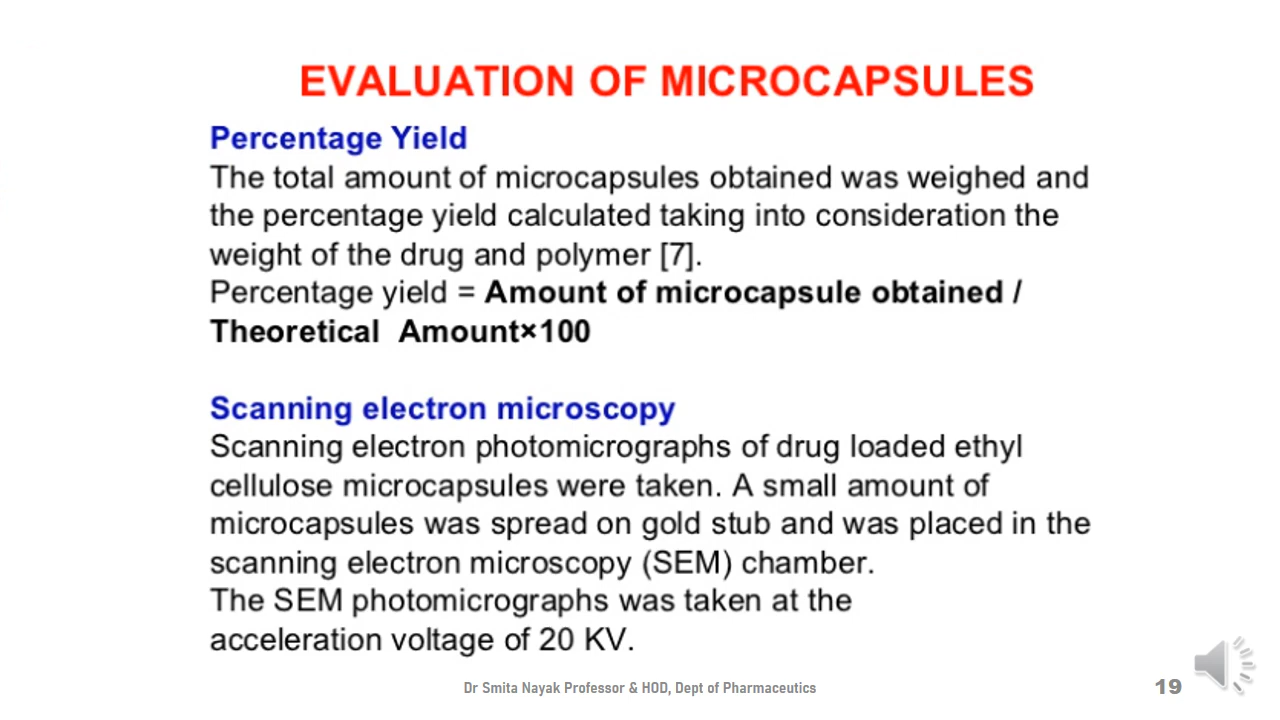 EVALUATION OF MICROCAPSULES
Percentage Yield
The total amount of microcapsules obtained was weighed and
the percentage yield calculated taking into consideration the
weight of the drug and polymer [7].
Percentage yield = Amount of microcapsule obtained /
Theoretical Amount×100
Scanning electron microscopy
Scanning electron photomicrographs of drug loaded ethyl
cellulose microcapsules were taken. A small amount of
microcapsules was spread on gold stub and was placed in the
scanning electron microscopy (SEM) chamber.
The SEM photomicrographs was taken at the
acceleration voltage of 20 KV.
Dr Smita Nayak Professor & HOD, Dept of Pharmaceutics
19